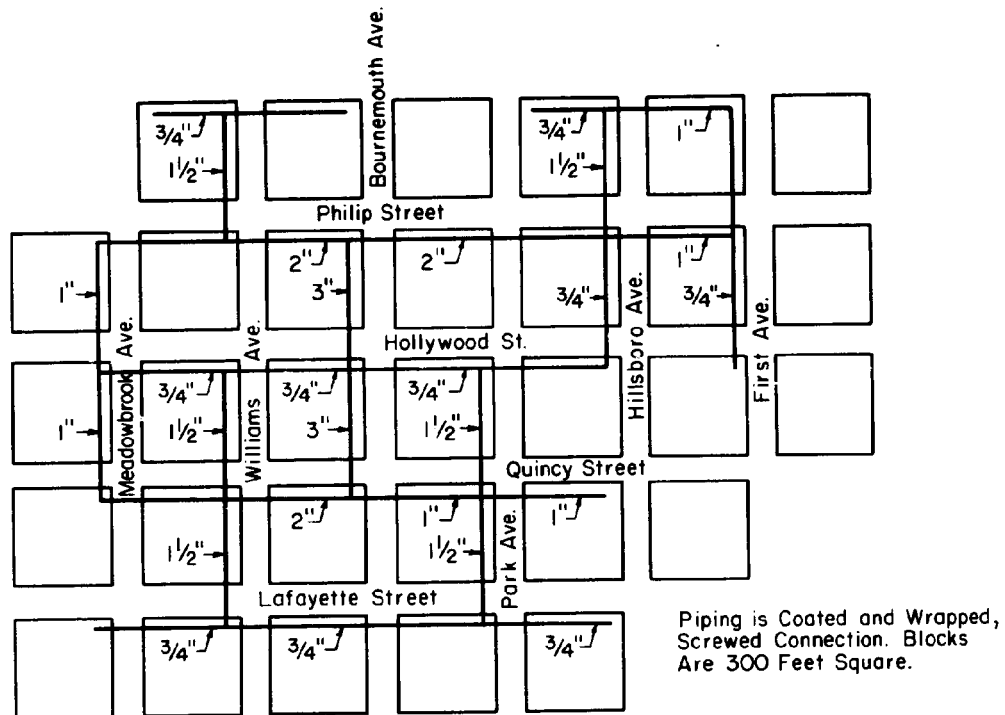 Bournemouth Ave.
3/4"
1 1/2"
3/4"
1 1/2"
1"
Philip Street
1"
2"
3"
2"
3/4"
1"
3/4"
Hollywood St.
Meadowbrook Ave.
Williams Ave.
Hillsboro Ave.
First Ave.
3/4"
3/4"
3/4"
1"
1 1/2"
3"
1 1/2"
Quincy Street
2"
1"
1"
1 1/2"
1 1/2"
Park Ave.
Lafayette Street
3/4"
3/4"
3/4"
Piping is Coated and Wrapped,
Screwed Connection. Blocks
Are 300 Feet Square.